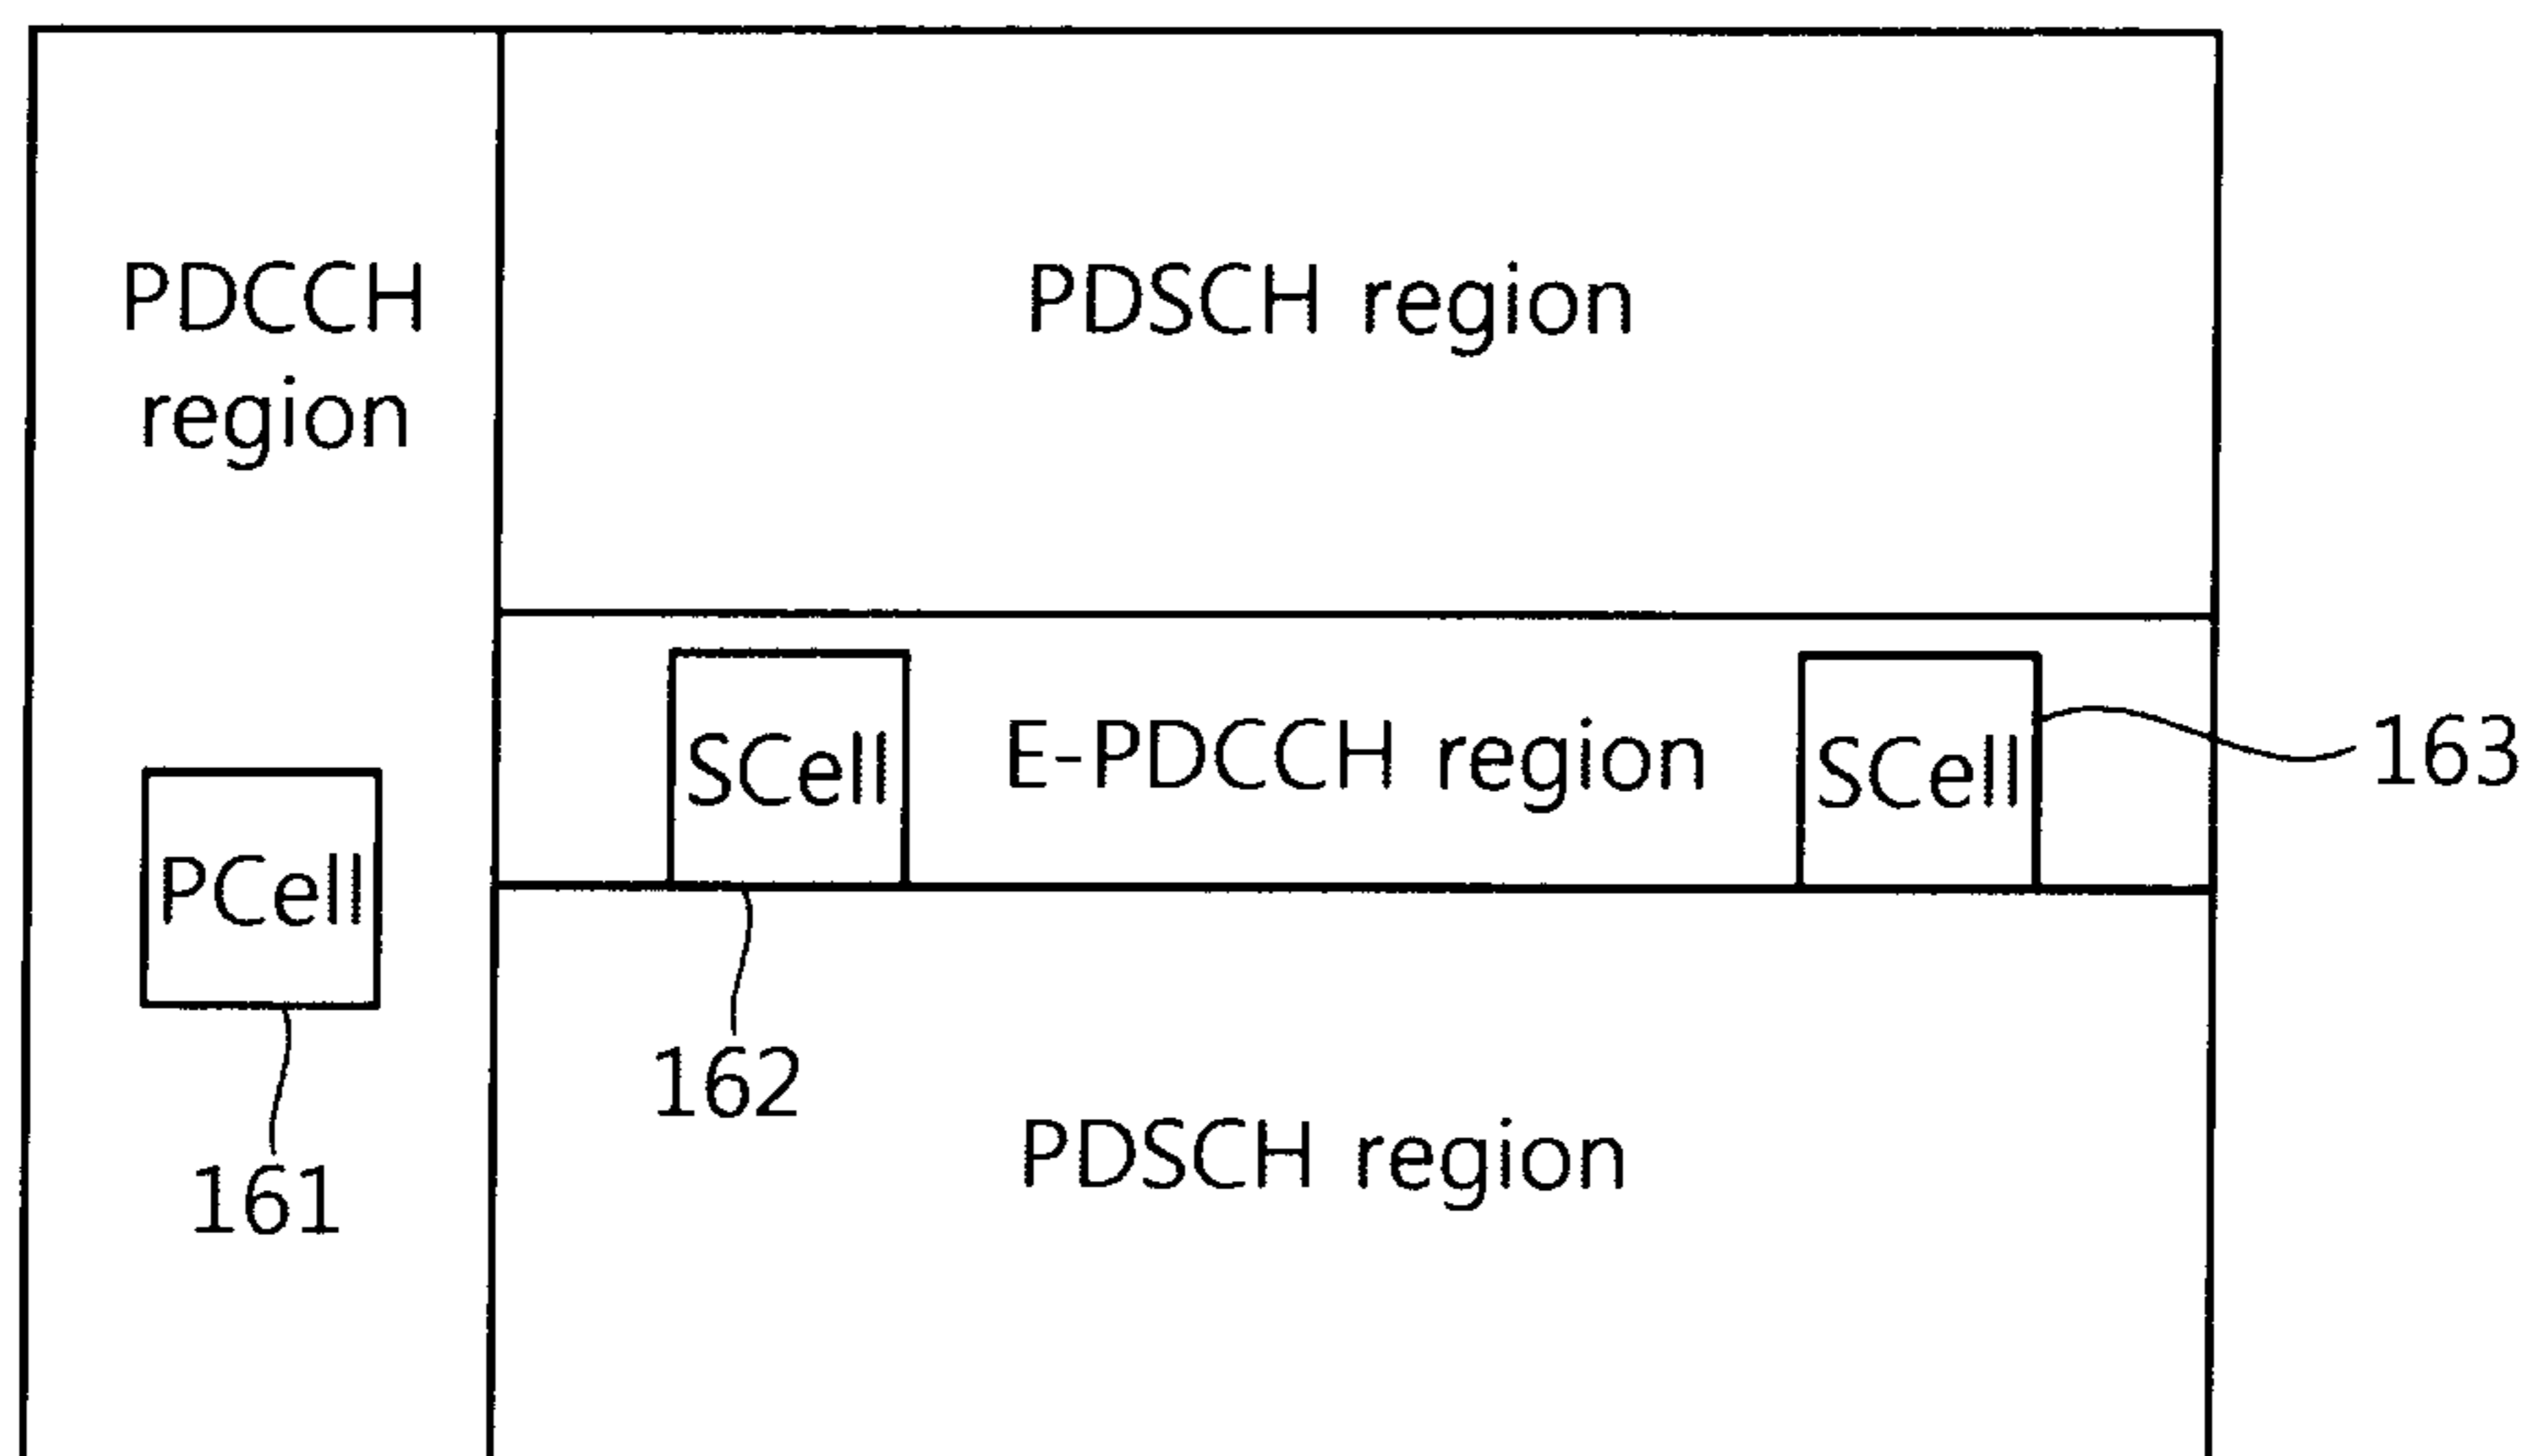 PDCCH
region
PDSCH region
SCell
E-PDCCH region
SCell
163
PCell
162
161
PDSCH region